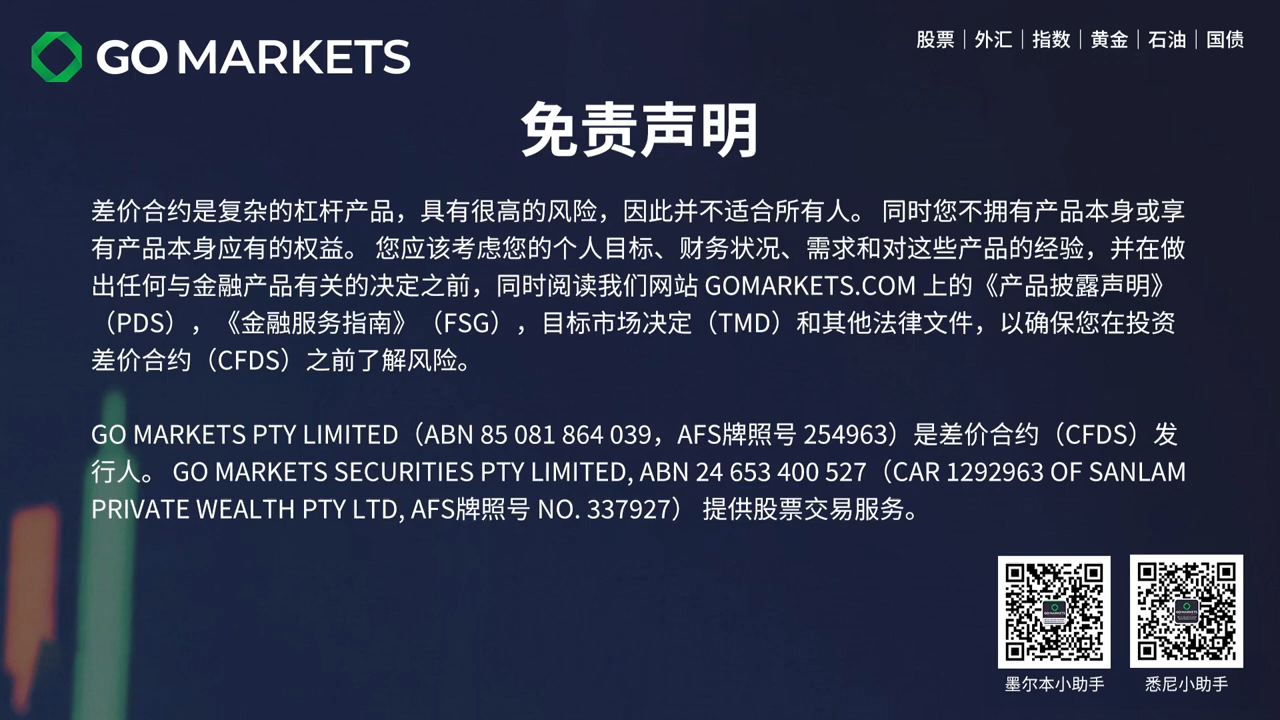 GO MARKETS
股票｜外汇｜指数｜黄金｜石油｜国债
免责声明
差价合约是复杂的杠杆产品，具有很高的风险，因此并不适合所有人。 同时您不拥有产品本身或享
有产品本身应有的权益。 您应该考虑您的个人目标、财务状况、需求和对这些产品的经验，并在做
出任何与金融产品有关的决定之前，同时阅读我们网站 GOMARKETS.COM 上的《产品披露声明》
（PDS），《金融服务指南》（FSG），目标市场决定（TMD）和其他法律文件，以确保您在投资
差价合约（CFDS）之前了解风险。
GO MARKETS PTY LIMITED（ABN 85 081 864 039，AFS牌照号 254963）是差价合约（CFDS）发
行人。 GO MARKETS SECURITIES PTY LIMITED, ABN 24 653 400 527（CAR 1292963 OF SANLAM
PRIVATE WEALTH PTY LTD, AFS牌照号 NO. 337927） 提供股票交易服务。
墨尔本小助手
悉尼小助手